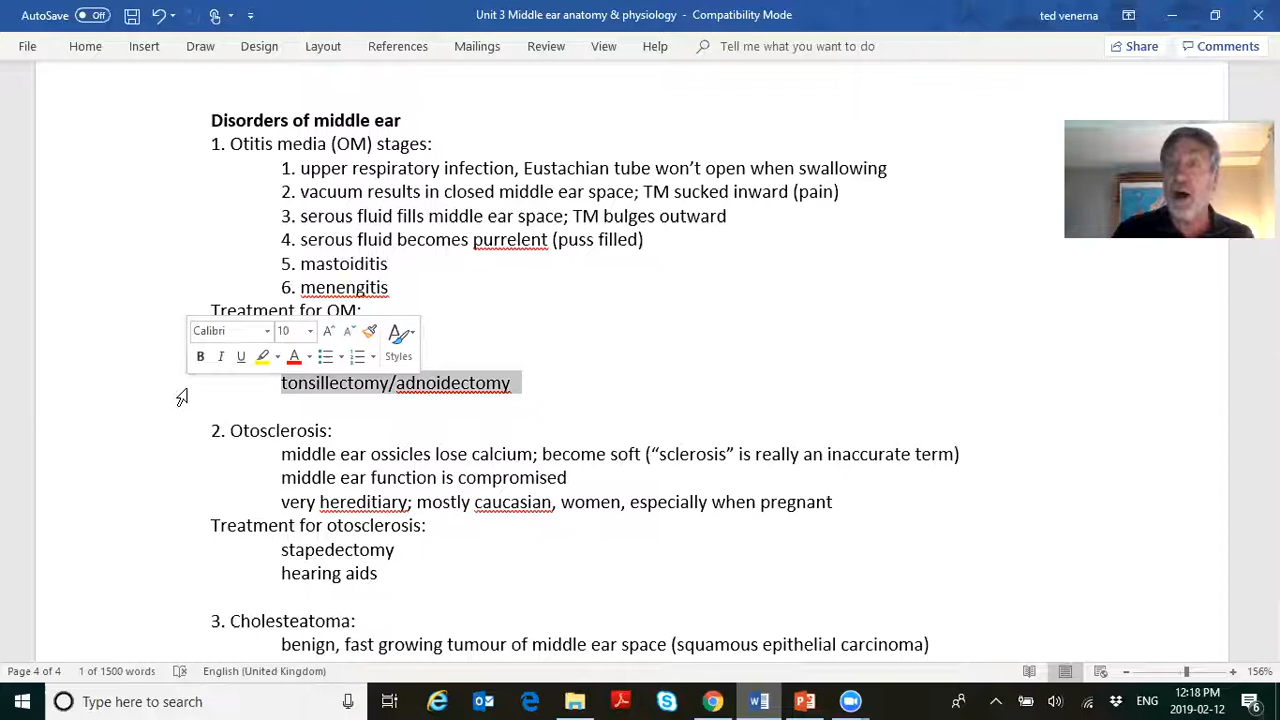 AutoSave Off
Unit 3 Middle ear anatomy & physiology - Compatibility Mode
ted venema
File Home Insert Draw Design Layout References Mailings Review View Help Tell me what you want to do Share Comments
Disorders of middle ear
1. Otitis media (OM) stages:
1. upper respiratory infection, Eustachian tube won’t open when swallowing
2. vacuum results in closed middle ear space; TM sucked inward (pain)
3. serous fluid fills middle ear space; TM bulges outward
4. serous fluid becomes purrelent (puss filled)
5. mastoiditis
6. menengitis
Treatment for OM:
Calibri 10
B I U A Styles
tonsillectomy/adnoidectomy
2. Otosclerosis:
middle ear ossicles lose calcium; become soft (“sclerosis” is really an inaccurate term)
middle ear function is compromised
very hereditiary; mostly caucasian, women, especially when pregnant
Treatment for otosclerosis:
stapedectomy
hearing aids
3. Cholesteatoma:
benign, fast growing tumour of middle ear space (squamous epithelial carcinoma)
Page 4 of 4 1 of 1500 words English (United Kingdom) 156%
Type here to search
ENG
12:18 PM
2019-02-12
6